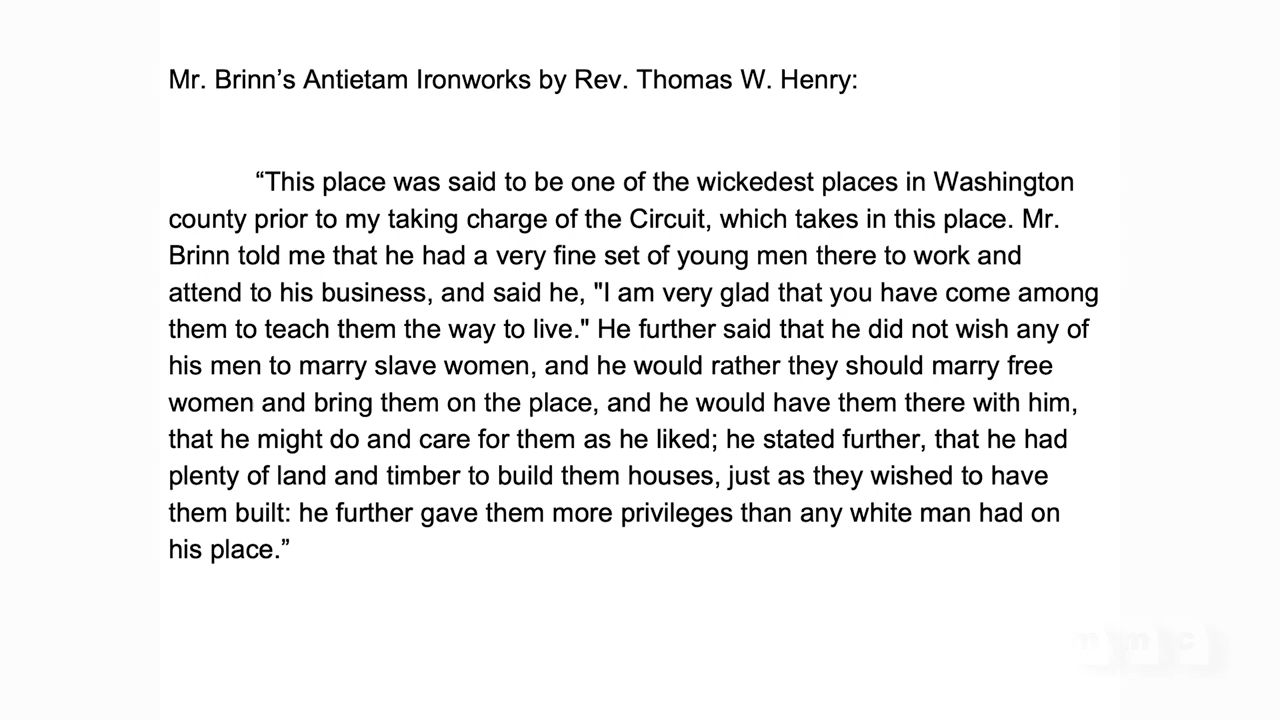 Mr. Brinn’s Antietam Ironworks by Rev. Thomas W. Henry:
“This place was said to be one of the wickedest places in Washington
county prior to my taking charge of the Circuit, which takes in this place. Mr.
Brinn told me that he had a very fine set of young men there to work and
attend to his business, and said he, "I am very glad that you have come among
them to teach them the way to live." He further said that he did not wish any of
his men to marry slave women, and he would rather they should marry free
women and bring them on the place, and he would have them there with him,
that he might do and care for them as he liked; he stated further, that he had
plenty of land and timber to build them houses, just as they wished to have
them built: he further gave them more privileges than any white man had on
his place.”